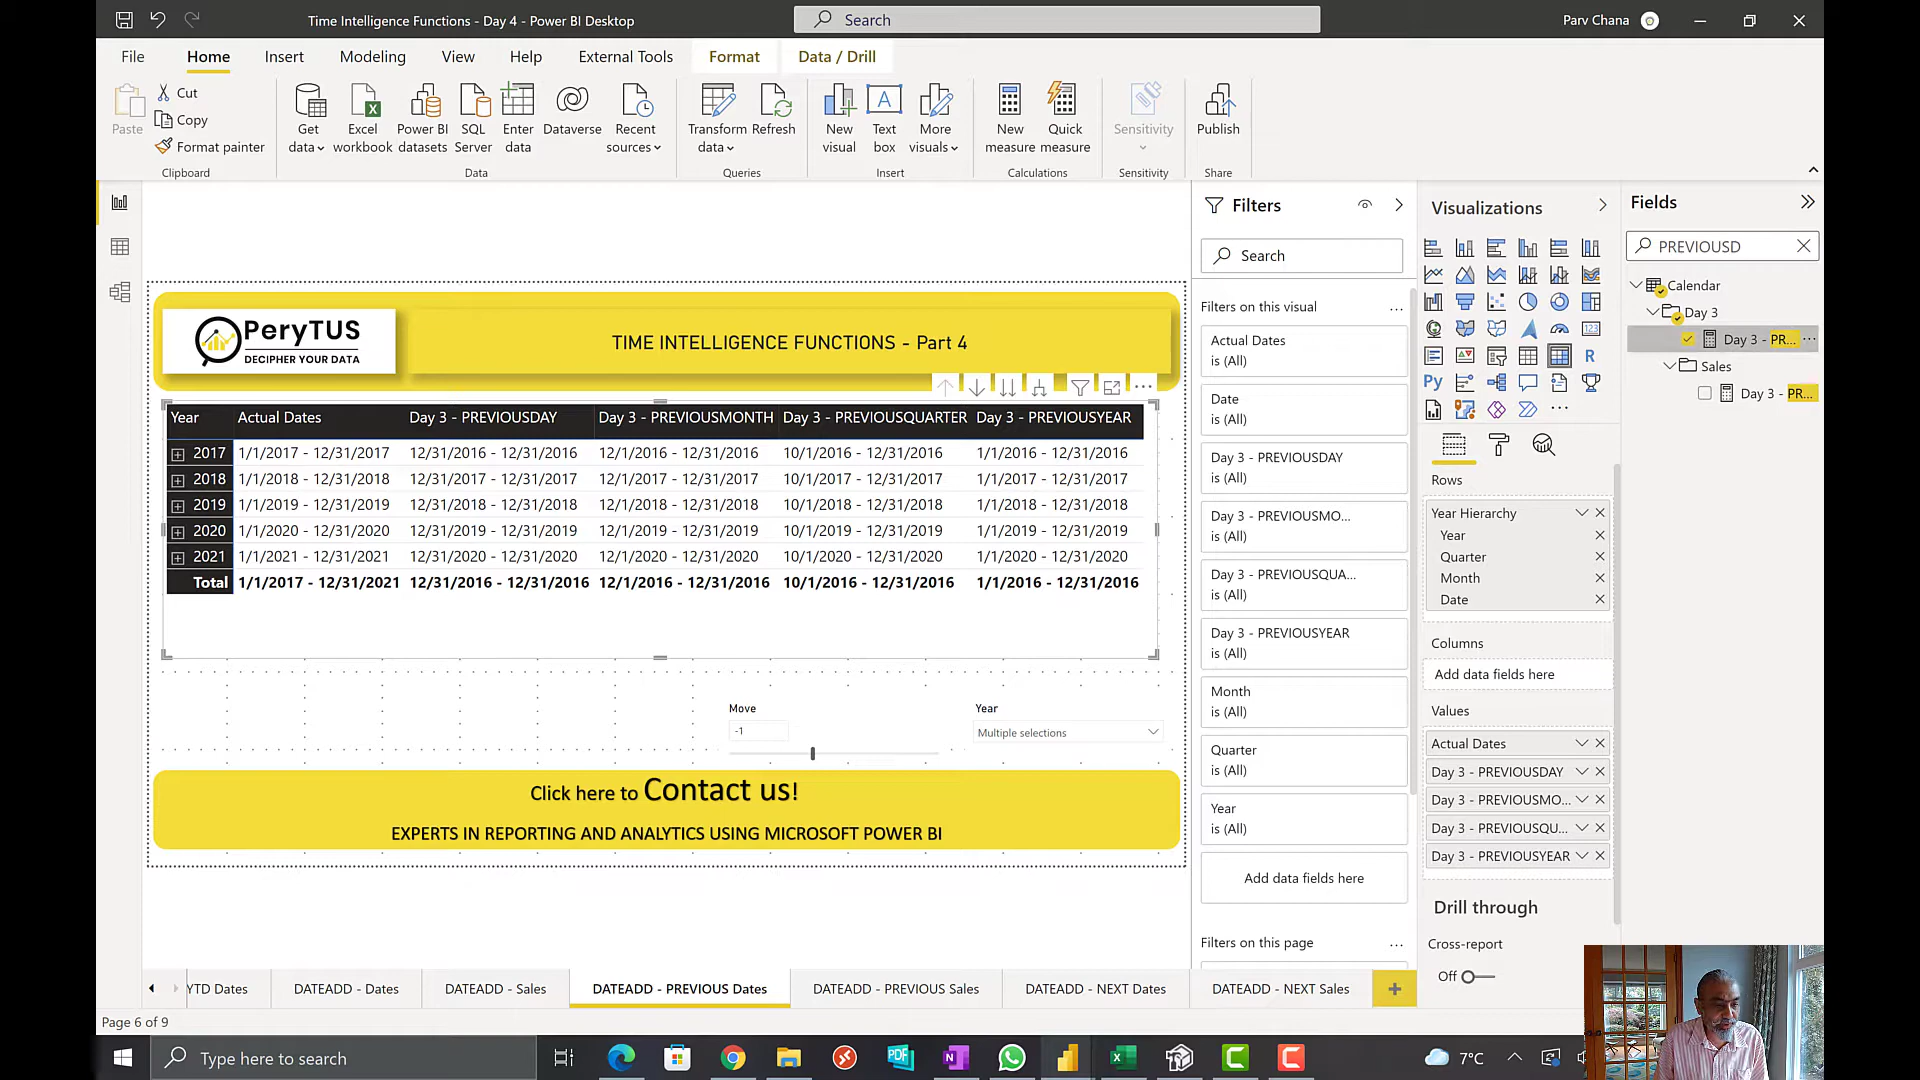 Time Intelligence Functions - Day 4 - Power BI Desktop
Search
Parv Chana
File
Home
Insert
Modeling
View
Help
External Tools
Format
Data / Drill
Paste
Cut
Copy
Format painter
Get data
Excel workbook
Power BI datasets
SQL Server
Enter data
Dataverse
Recent sources
Transform data
Refresh
New visual
Text box
More visuals
New measure
Quick measure
Sensitivity
Publish
Clipboard
Data
Queries
Insert
Calculations
Sensitivity
Share
PeryTUS
DECIPHER YOUR DATA
TIME INTELLIGENCE FUNCTIONS - Part 4
Year Actual Dates Day 3 - PREVIOUSDAY Day 3 - PREVIOUSMONTH Day 3 - PREVIOUSQUARTER Day 3 - PREVIOUSYEAR
2017 1/1/2017 - 12/31/2017 12/31/2016 - 12/31/2016 12/1/2016 - 12/31/2016 10/1/2016 - 12/31/2016 1/1/2016 - 12/31/2016
2018 1/1/2018 - 12/31/2018 12/31/2017 - 12/31/2017 12/1/2017 - 12/31/2017 10/1/2017 - 12/31/2017 1/1/2017 - 12/31/2017
2019 1/1/2019 - 12/31/2019 12/31/2018 - 12/31/2018 12/1/2018 - 12/31/2018 10/1/2018 - 12/31/2018 1/1/2018 - 12/31/2018
2020 1/1/2020 - 12/31/2020 12/31/2019 - 12/31/2019 12/1/2019 - 12/31/2019 10/1/2019 - 12/31/2019 1/1/2019 - 12/31/2019
2021 1/1/2021 - 12/31/2021 12/31/2020 - 12/31/2020 12/1/2020 - 12/31/2020 10/1/2020 - 12/31/2020 1/1/2020 - 12/31/2020
Total 1/1/2017 - 12/31/2021 12/31/2016 - 12/31/2016 12/1/2016 - 12/31/2016 10/1/2016 - 12/31/2016 1/1/2016 - 12/31/2016
Move
-1
Year
Multiple selections
Click here to Contact us!
EXPERTS IN REPORTING AND ANALYTICS USING MICROSOFT POWER BI
Filters
Search
Filters on this visual ...
Actual Dates
is (All)
Date
is (All)
Day 3 - PREVIOUSDAY
is (All)
Day 3 - PREVIOUSMO...
is (All)
Day 3 - PREVIOUSQUA...
is (All)
Day 3 - PREVIOUSYEAR
is (All)
Month
is (All)
Quarter
is (All)
Year
is (All)
Add data fields here
Filters on this page ...
Visualizations
R
Py
123
Rows
Year Hierarchy
Year
Quarter
Month
Date
Columns
Add data fields here
Values
Actual Dates
Day 3 - PREVIOUSDAY
Day 3 - PREVIOUSMO...
Day 3 - PREVIOUSQU...
Day 3 - PREVIOUSYEAR
Drill through
Cross-report
Off
Fields
PREVIOUSD
Calendar
Day 3
Day 3 - PR... ...
Sales
Day 3 - PR...
YTD Dates
DATEADD - Dates
DATEADD - Sales
DATEADD - PREVIOUS Dates
DATEADD - PREVIOUS Sales
DATEADD - NEXT Dates
DATEADD - NEXT Sales
Page 6 of 9
Type here to search
7°C